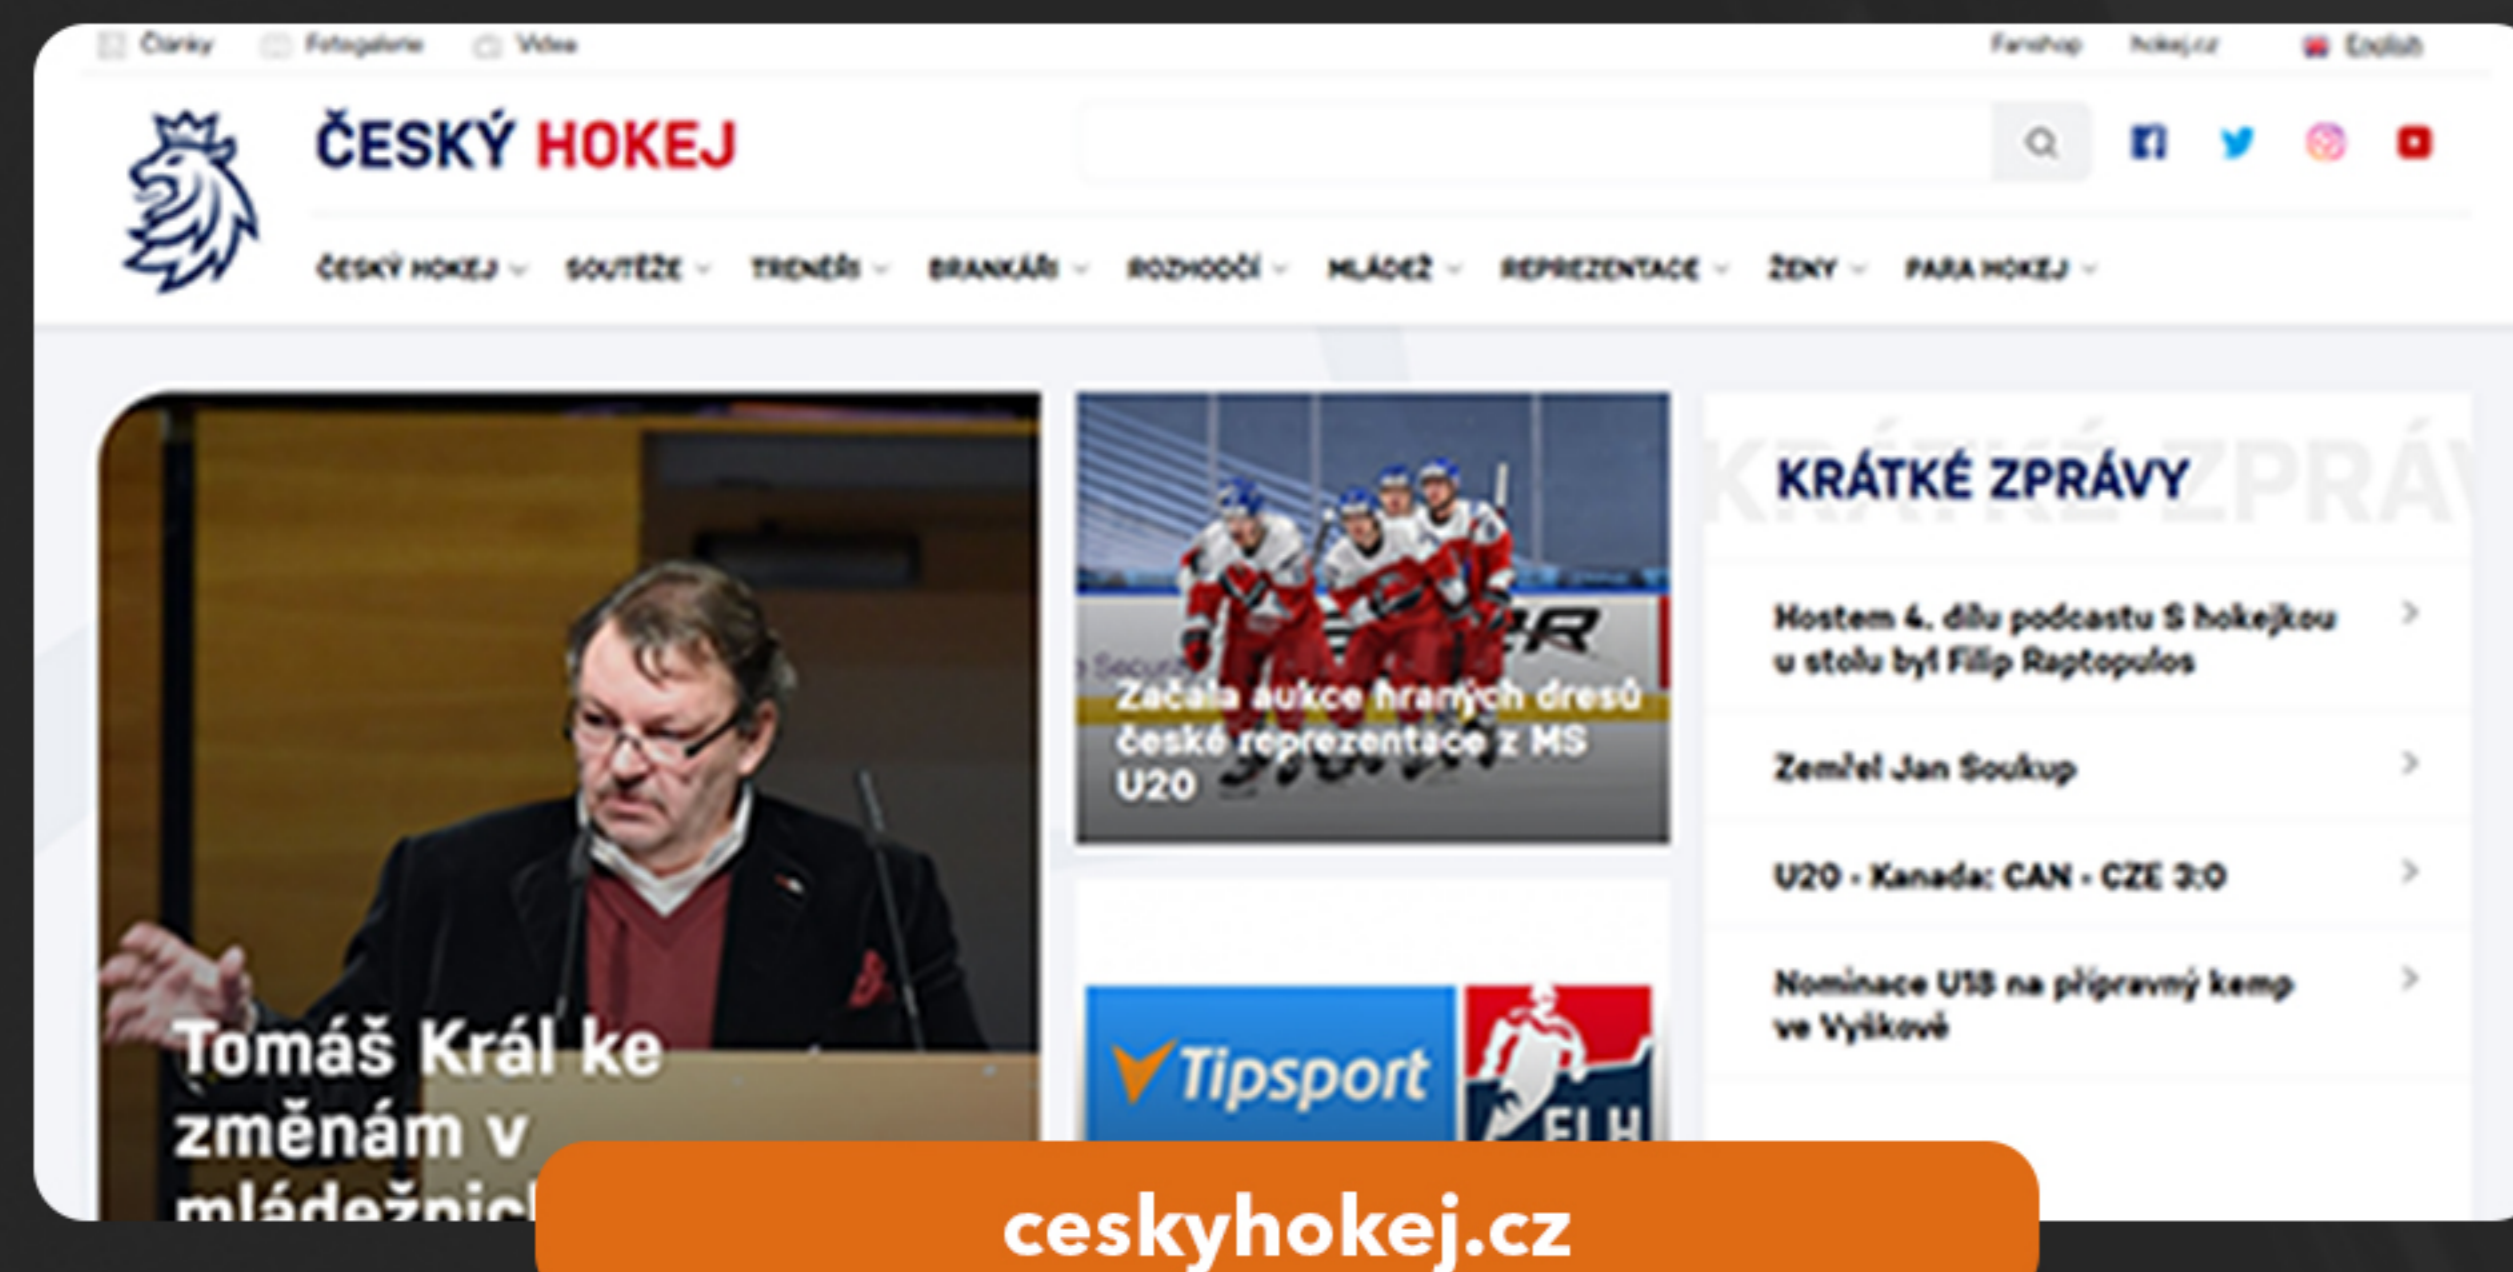 Články Fotogalerie Videa Fanshop hokej.cz English
ČESKÝ HOKEJ
ČESKÝ HOKEJ SOUTĚŽE TRENÉŘI BRANKÁŘI ROZHODČÍ MLÁDEŽ REPREZENTACE ŽENY PARA HOKEJ
Tomáš Král ke
změnám v
Začala aukce hraných dresů
české reprezentace z MS
U20
Tipsport
ELH
KRÁTKÉ ZPRÁVY
Hostem 4. dílu podcastu S hokejkou
u stolu byl Filip Raptopulos
Zemřel Jan Soukup
U20 - Kanada: CAN - CZE 3:0
Nominace U18 na přípravný kemp
ve Vyškově
ceskyhokej.cz